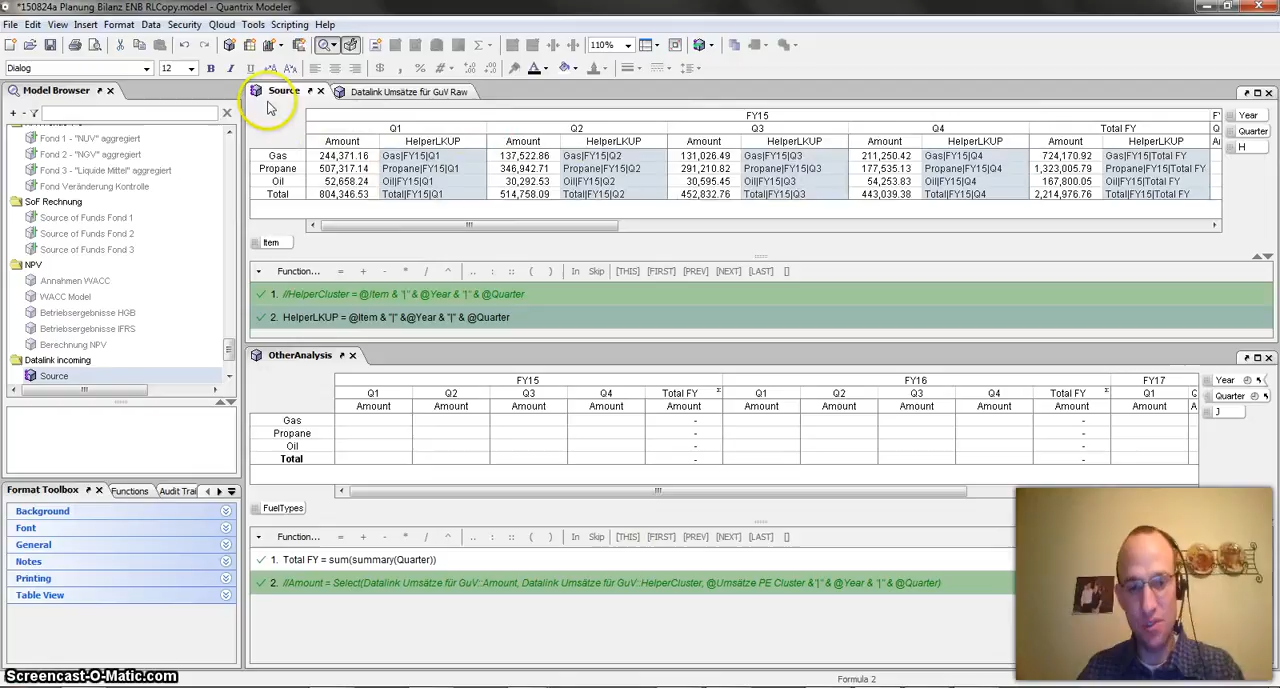 *150824a Planung Bilanz ENB RLCopy.model - Quantrix Modeler
File Edit View Insert Format Data Security Qloud Tools Scripting Help
110%
Dialog 12 B I U
Model Browser
Source Datalink Umsätze für GuV Raw
Fond 1 - "NUV" aggregiert
Fond 2 - "NGV" aggregiert
Fond 3 - "Liquide Mittel" aggregiert
Fond Veränderung Kontrolle
SoF Rechnung
Source of Funds Fond 1
Source of Funds Fond 2
Source of Funds Fond 3
NPV
Annahmen WACC
WACC Model
Betriebsergebnisse HGB
Betriebsergebnisse IFRS
Berechnung NPV
Datalink incoming
Source
FY15
Q1 Q2 Q3 Q4 Total FY
Amount HelperLKUP Amount HelperLKUP Amount HelperLKUP Amount HelperLKUP Amount HelperLKUP
Gas 244,371.16 Gas|FY15|Q1 137,522.86 Gas|FY15|Q2 131,026.49 Gas|FY15|Q3 211,250.42 Gas|FY15|Q4 724,170.92 Gas|FY15|Total FY
Propane 507,317.14 Propane|FY15|Q1 346,942.71 Propane|FY15|Q2 291,210.82 Propane|FY15|Q3 177,535.13 Propane|FY15|Q4 1,323,005.79 Propane|FY15|Total FY
Oil 52,658.24 Oil|FY15|Q1 30,292.53 Oil|FY15|Q2 30,595.45 Oil|FY15|Q3 54,253.83 Oil|FY15|Q4 167,800.05 Oil|FY15|Total FY
Total 804,346.53 Total|FY15|Q1 514,758.09 Total|FY15|Q2 452,832.76 Total|FY15|Q3 443,039.38 Total|FY15|Q4 2,214,976.76 Total|FY15|Total FY
Year
Quarter
H
Item
Function... = + - * / ^ .. : :: ( ) In Skip [THIS] [FIRST] [PREV] [NEXT] [LAST] []
1. //HelperCluster = @Item & "|" & @Year & "|" & @Quarter
2. HelperLKUP = @Item & "|" &@Year & "|" & @Quarter
OtherAnalysis
FY15 FY16 FY17
Q1 Q2 Q3 Q4 Total FY Q1 Q2 Q3 Q4 Total FY Q1
Amount Amount Amount Amount Amount Amount Amount Amount Amount Amount Amount
Gas - -
Propane - -
Oil - -
Total - -
Year
Quarter
J
FuelTypes
Function... = + - * / ^ .. : :: ( ) In Skip [THIS] [FIRST] [PREV] [NEXT] [LAST] []
1. Total FY = sum(summary(Quarter))
2. //Amount = Select(Datalink Umsätze für GuV::Amount, Datalink Umsätze für GuV::HelperCluster, @Umsätze PE Cluster &"|" & @Year & "|" & @Quarter)
Format Toolbox Functions Audit Trai
Background
Font
General
Notes
Printing
Table View
Formula 2
Screencast-O-Matic.com